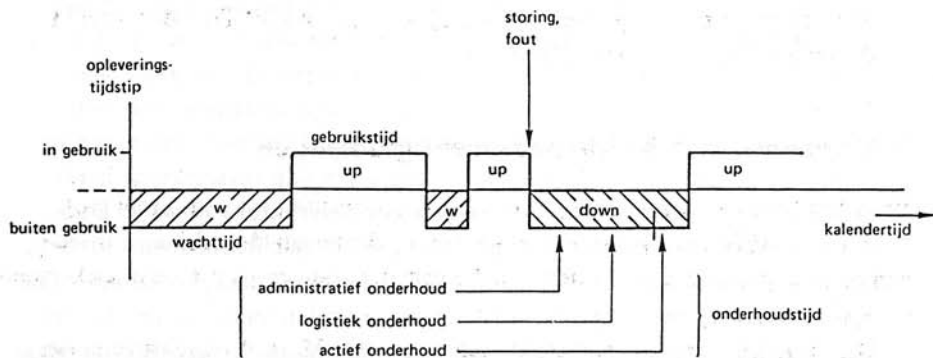 storing,
fout
opleverings-
tijdstip
gebruikstijd
in gebruik
up
up
up
w
w
down
buiten gebruik
wachttijd
kalendertijd
administratief onderhoud
logistiek onderhoud
onderhoudstijd
actief onderhoud